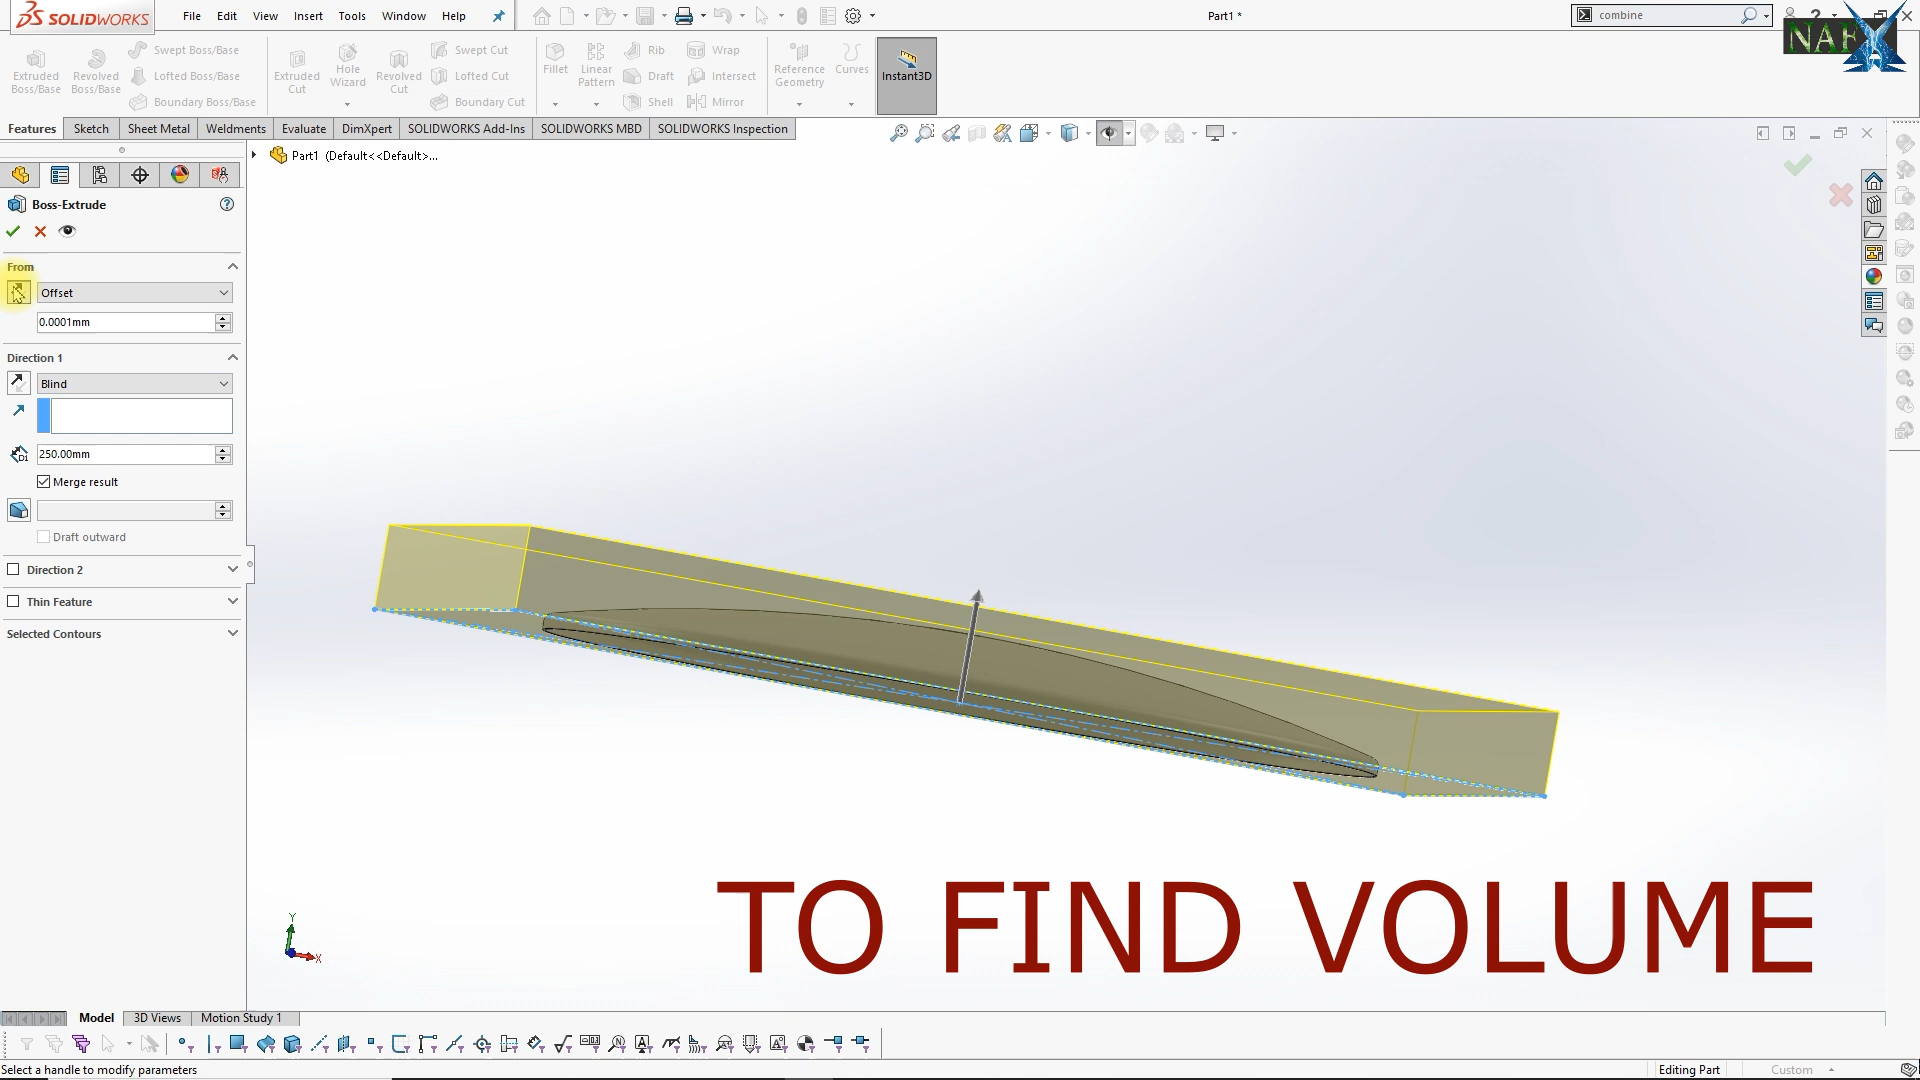 SOLIDWORKS File Edit View Insert Tools Window Help Part1 * combine
NAFX
Extruded Boss/Base Revolved Boss/Base Swept Boss/Base Lofted Boss/Base Boundary Boss/Base
Extruded Cut Hole Wizard Revolved Cut Swept Cut Lofted Cut Boundary Cut
Fillet Linear Pattern Rib Draft Shell Wrap Intersect Mirror
Reference Geometry Curves Instant3D
Features Sketch Sheet Metal Weldments Evaluate DimXpert SOLIDWORKS Add-Ins SOLIDWORKS MBD SOLIDWORKS Inspection
Part1 (Default<<Default>...
Boss-Extrude
From
Offset
0.0001mm
Direction 1
Blind
250.00mm
Merge result
Draft outward
Direction 2
Thin Feature
Selected Contours
Y
X
TO FIND VOLUME
Model 3D Views Motion Study 1
Select a handle to modify parameters Editing Part Custom